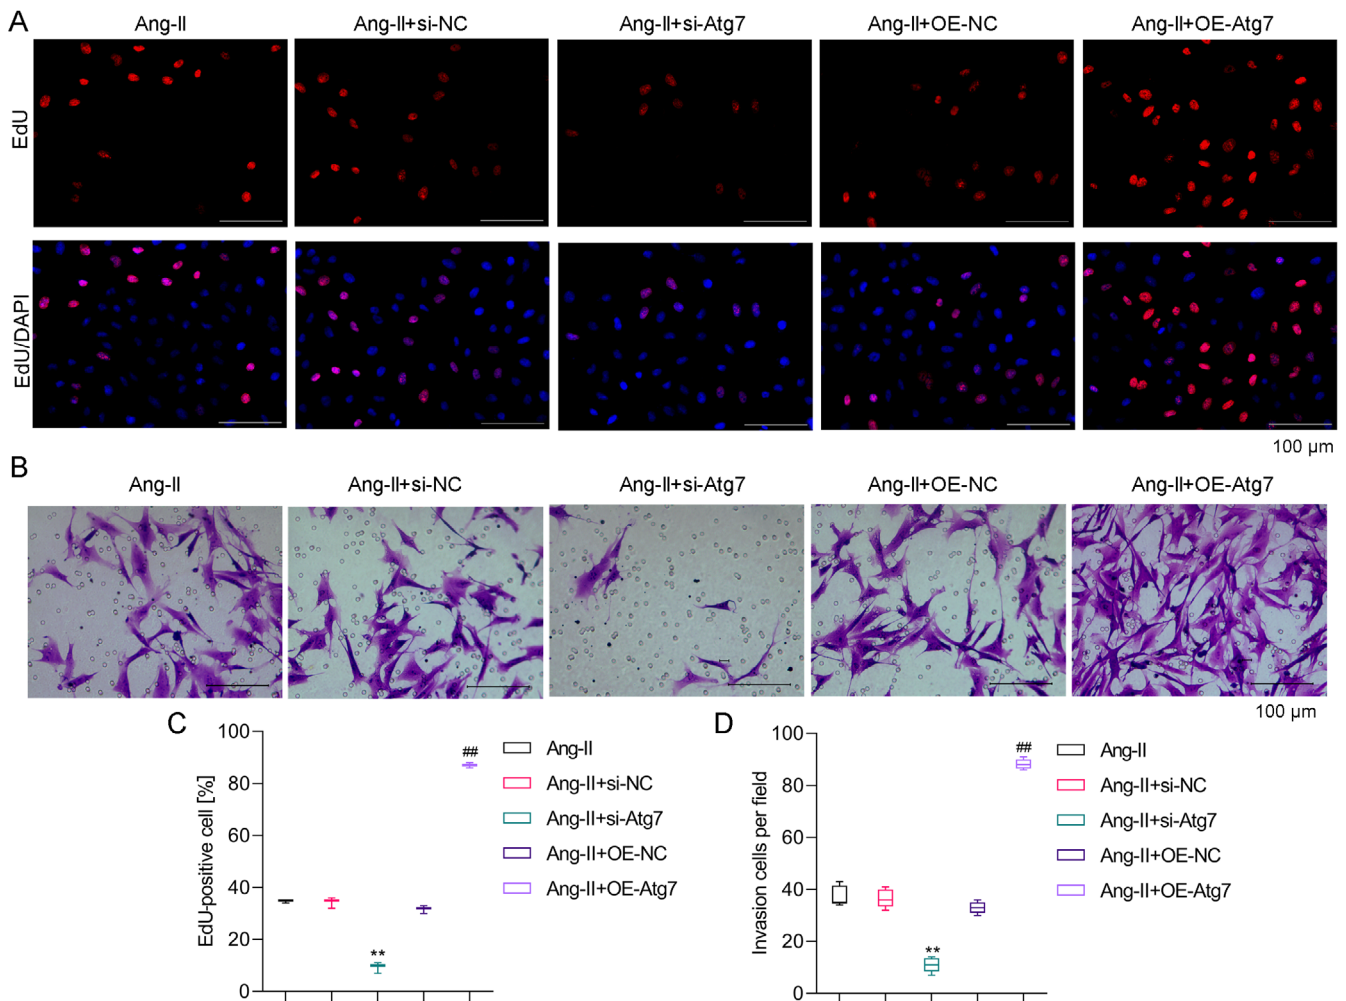 A
Ang-II Ang-II+si-NC Ang-II+si-Atg7 Ang-II+OE-NC Ang-II+OE-Atg7
EdU
EdU/DAPI
100 µm
B
Ang-II Ang-II+si-NC Ang-II+si-Atg7 Ang-II+OE-NC Ang-II+OE-Atg7
100 µm
C
EdU-positive cell [%]
100
80
60
40
20
0
**
##
Ang-II
Ang-II+si-NC
Ang-II+si-Atg7
Ang-II+OE-NC
Ang-II+OE-Atg7
D
Invasion cells per field
100
80
60
40
20
0
**
##
Ang-II
Ang-II+si-NC
Ang-II+si-Atg7
Ang-II+OE-NC
Ang-II+OE-Atg7